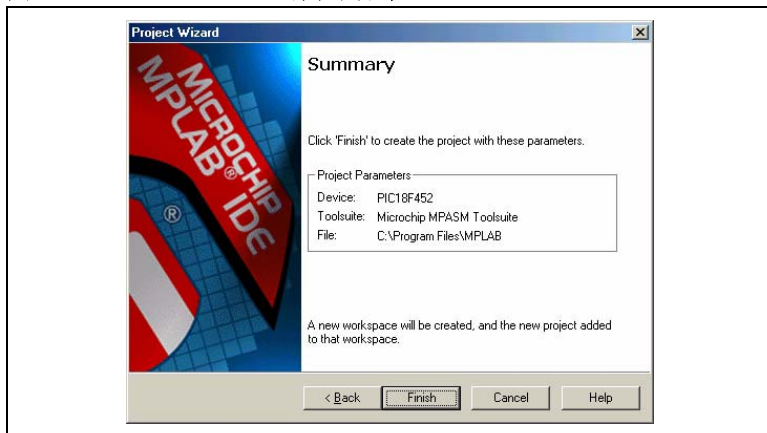 Project Wizard
MICROCHIP
MPLAB® IDE
®
Summary
Click 'Finish' to create the project with these parameters.
Project Parameters
Device: PIC18F452
Toolsuite: Microchip MPASM Toolsuite
File: C:\Program Files\MPLAB
A new workspace will be created, and the new project added
to that workspace.
< Back
Finish
Cancel
Help